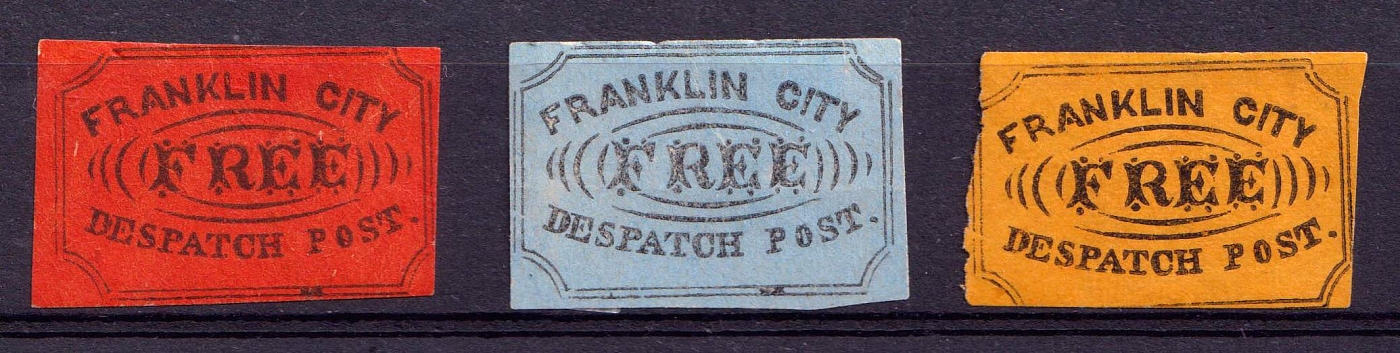 FRANKLIN CITY
FREE
DESPATCH POST.
FRANKLIN CITY
FREE
DESPATCH POST.
FRANKLIN CITY
FREE
DESPATCH POST.